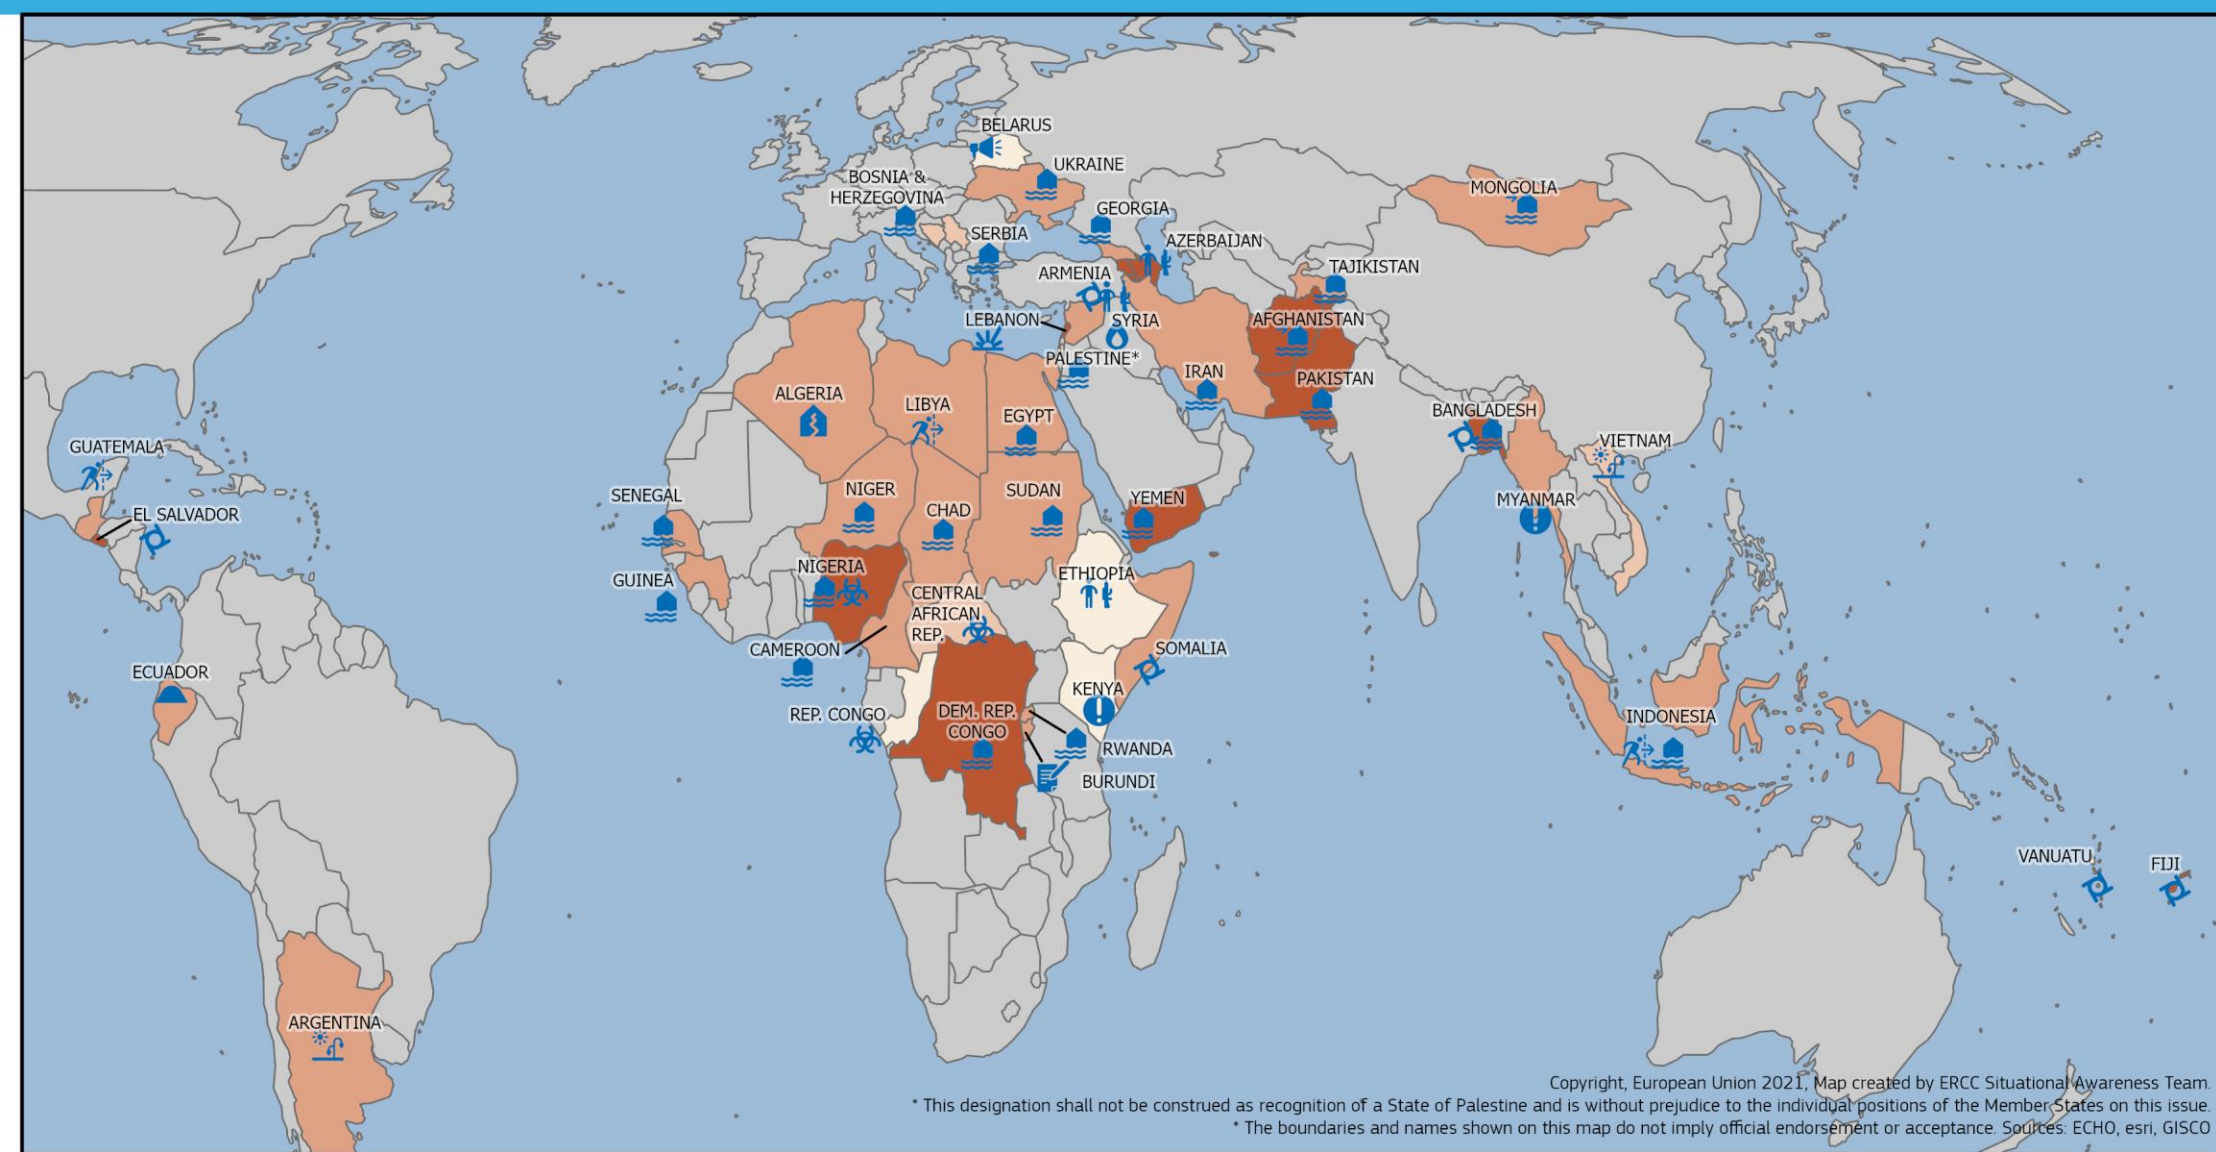 BELARUS
UKRAINE
BOSNIA &
HERZEGOVINA
MONGOLIA
GEORGIA
SERBIA
AZERBAIJAN
ARMENIA
TAJIKISTAN
LEBANON
SYRIA
AFGHANISTAN
PALESTINE*
IRAN
PAKISTAN
ALGERIA
LIBYA
EGYPT
BANGLADESH
GUATEMALA
VIETNAM
SENEGAL
NIGER
SUDAN
YEMEN
MYANMAR
EL SALVADOR
CHAD
NIGERIA
ETHIOPIA
GUINEA
CENTRAL
AFRICAN
REP.
CAMEROON
SOMALIA
ECUADOR
KENYA
REP. CONGO
DEM. REP.
CONGO
INDONESIA
RWANDA
BURUNDI
VANUATU
FIJI
ARGENTINA
Copyright, European Union 2021, Map created by ERCC Situational Awareness Team.
* This designation shall not be construed as recognition of a State of Palestine and is without prejudice to the individual positions of the Member States on this issue.
* The boundaries and names shown on this map do not imply official endorsement or acceptance. Sources: ECHO, esri, GISCO